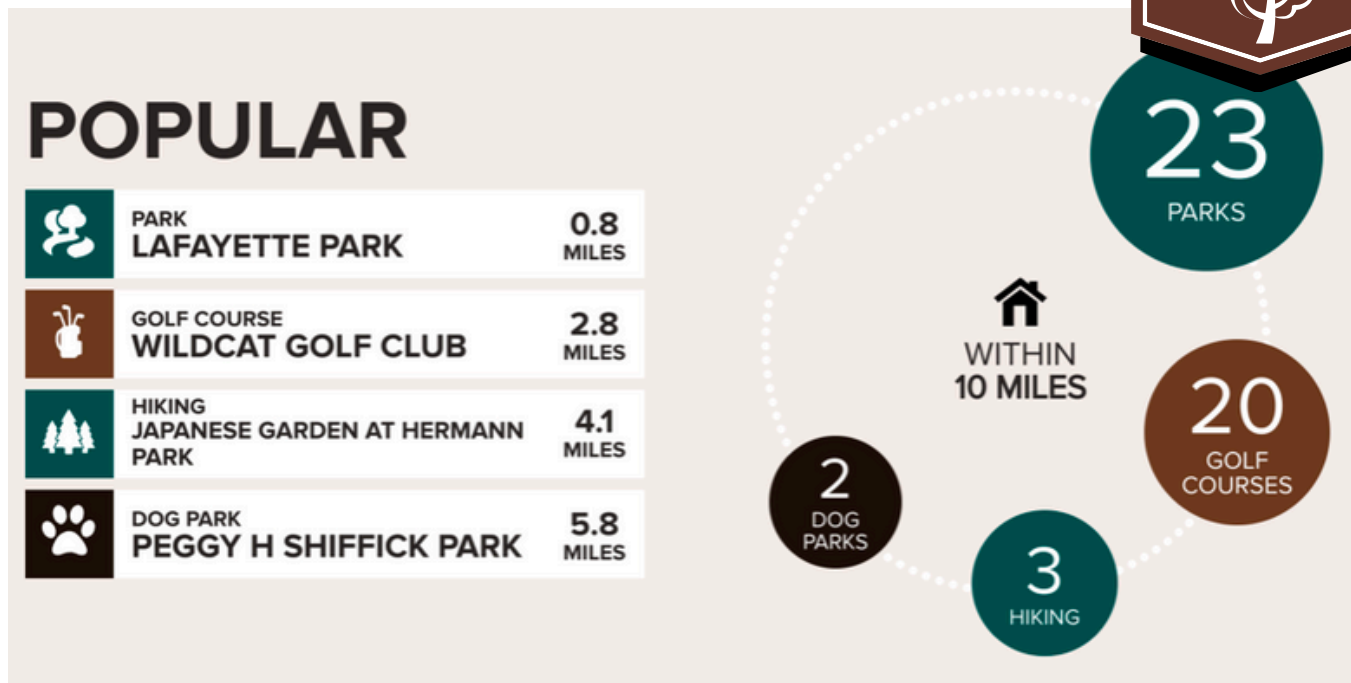 POPULAR
PARK
LAFAYETTE PARK
0.8
MILES
GOLF COURSE
WILDCAT GOLF CLUB
2.8
MILES
HIKING
JAPANESE GARDEN AT HERMANN
PARK
4.1
MILES
DOG PARK
PEGGY H SHIFFICK PARK
5.8
MILES
23
PARKS
WITHIN
10 MILES
20
GOLF
COURSES
2
DOG
PARKS
3
HIKING